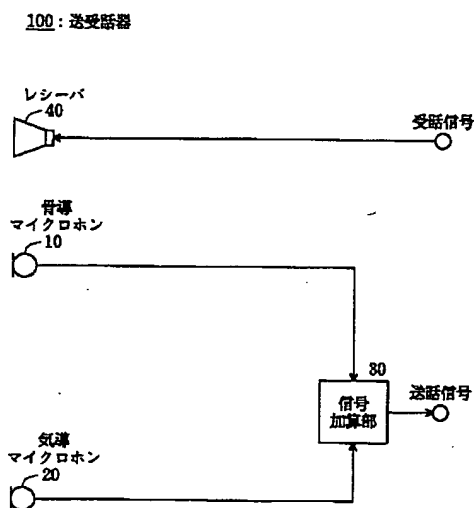 100：送受話器
レシーバ
40
受話信号
骨導
マイクロホン
10
80
信号
加算部
送話信号
気導
マイクロホン
20